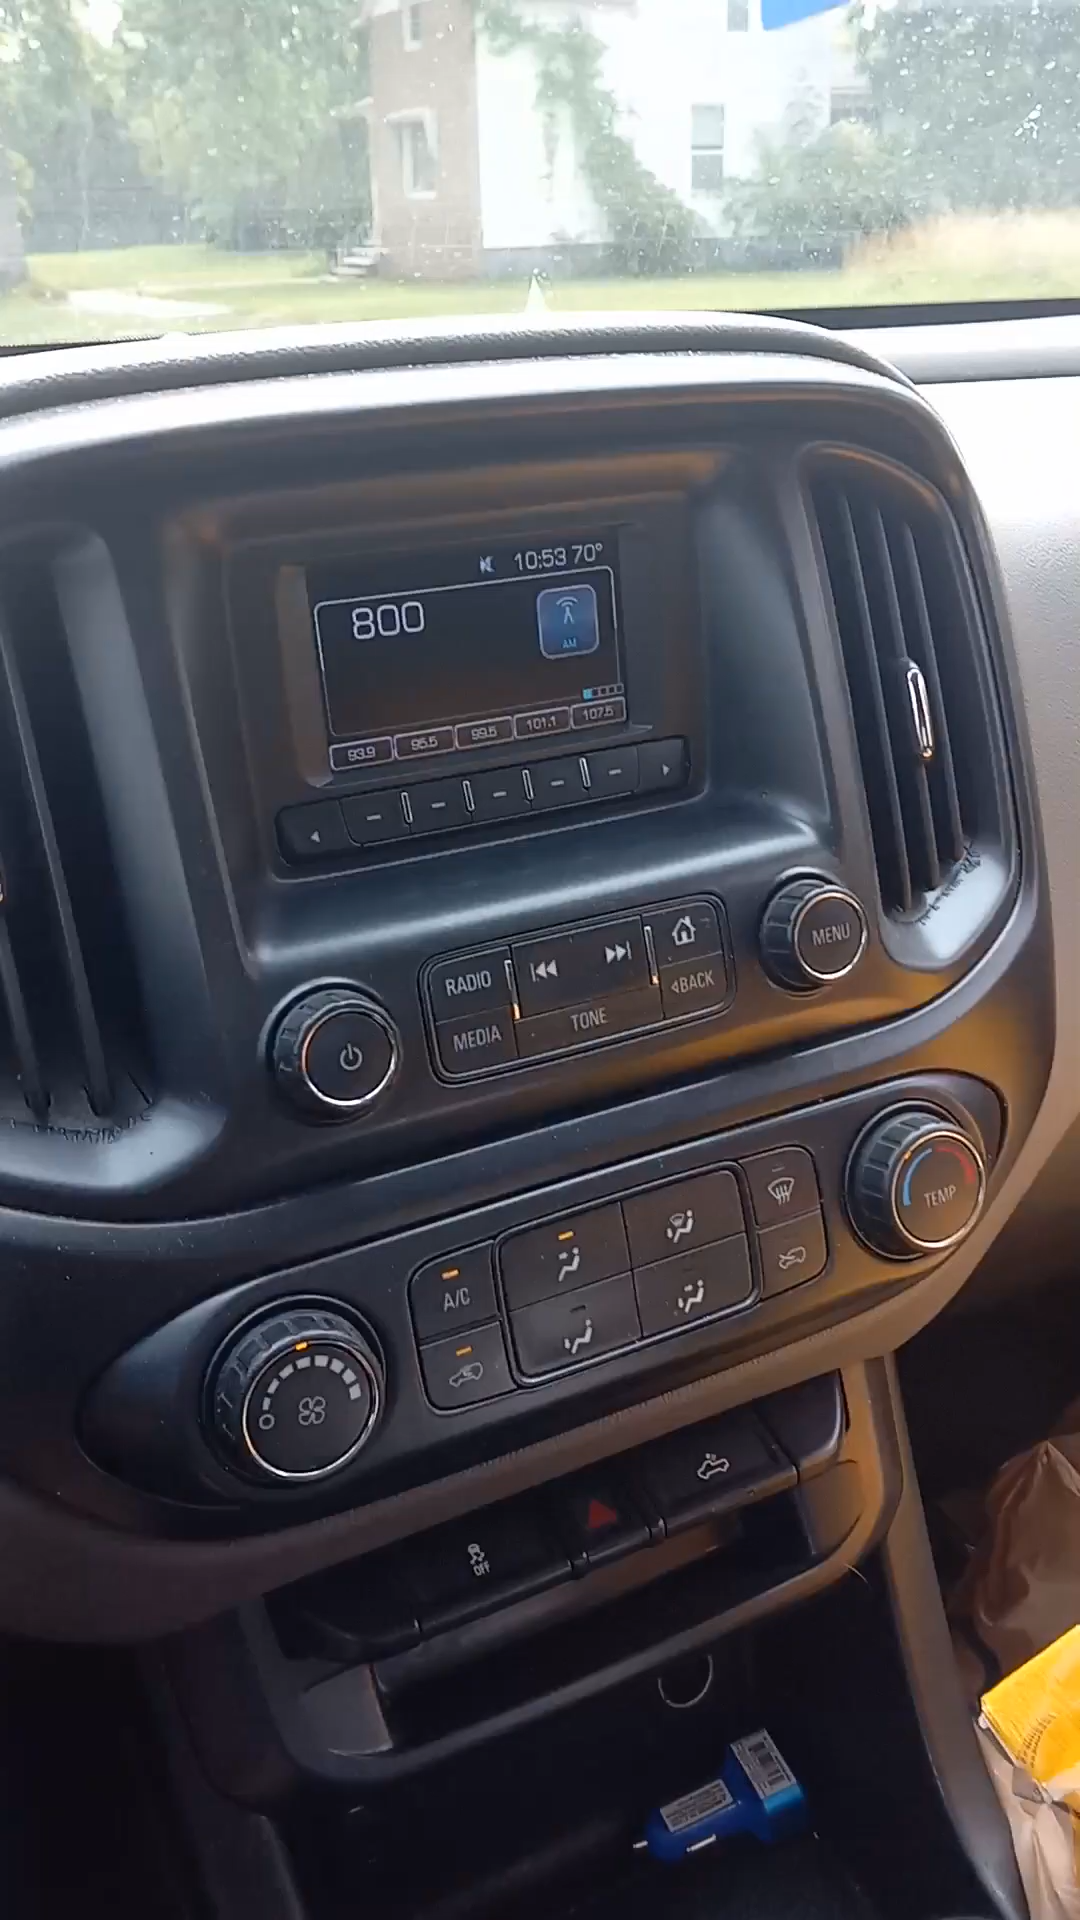 10:53 70°
800
AM
93.9 95.5 99.5 101.1 107.5
RADIO
MENU
BACK
MEDIA
TONE
TEMP
A/C
OFF